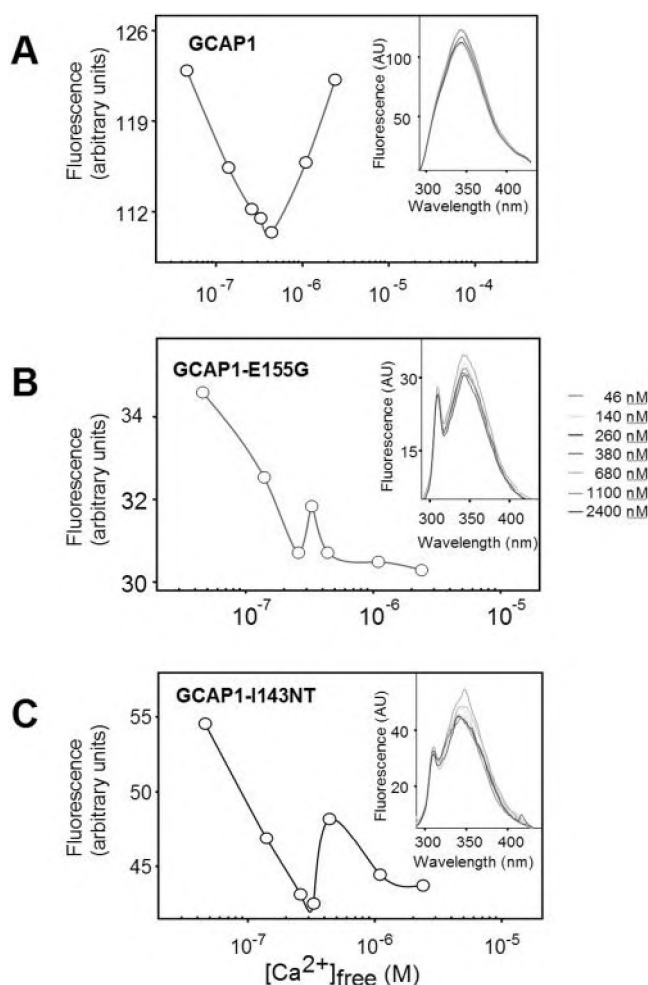 A
GCAP1
Fluorescence
(arbitrary units)
126
119
112
10-7
10-6
10-5
10-4
Fluorescence (AU)
100
50
300
350
400
Wavelength (nm)
B
GCAP1-E155G
Fluorescence
(arbitrary units)
34
32
30
10-7
10-6
10-5
Fluorescence (AU)
30
15
300
350
400
Wavelength (nm)
46 nM
140 nM
260 nM
380 nM
680 nM
1100 nM
2400 nM
C
GCAP1-I143NT
Fluorescence
(arbitrary units)
55
50
45
10-7
10-6
10-5
Fluorescence (AU)
40
20
300
350
400
Wavelength (nm)
[Ca2+]free (M)